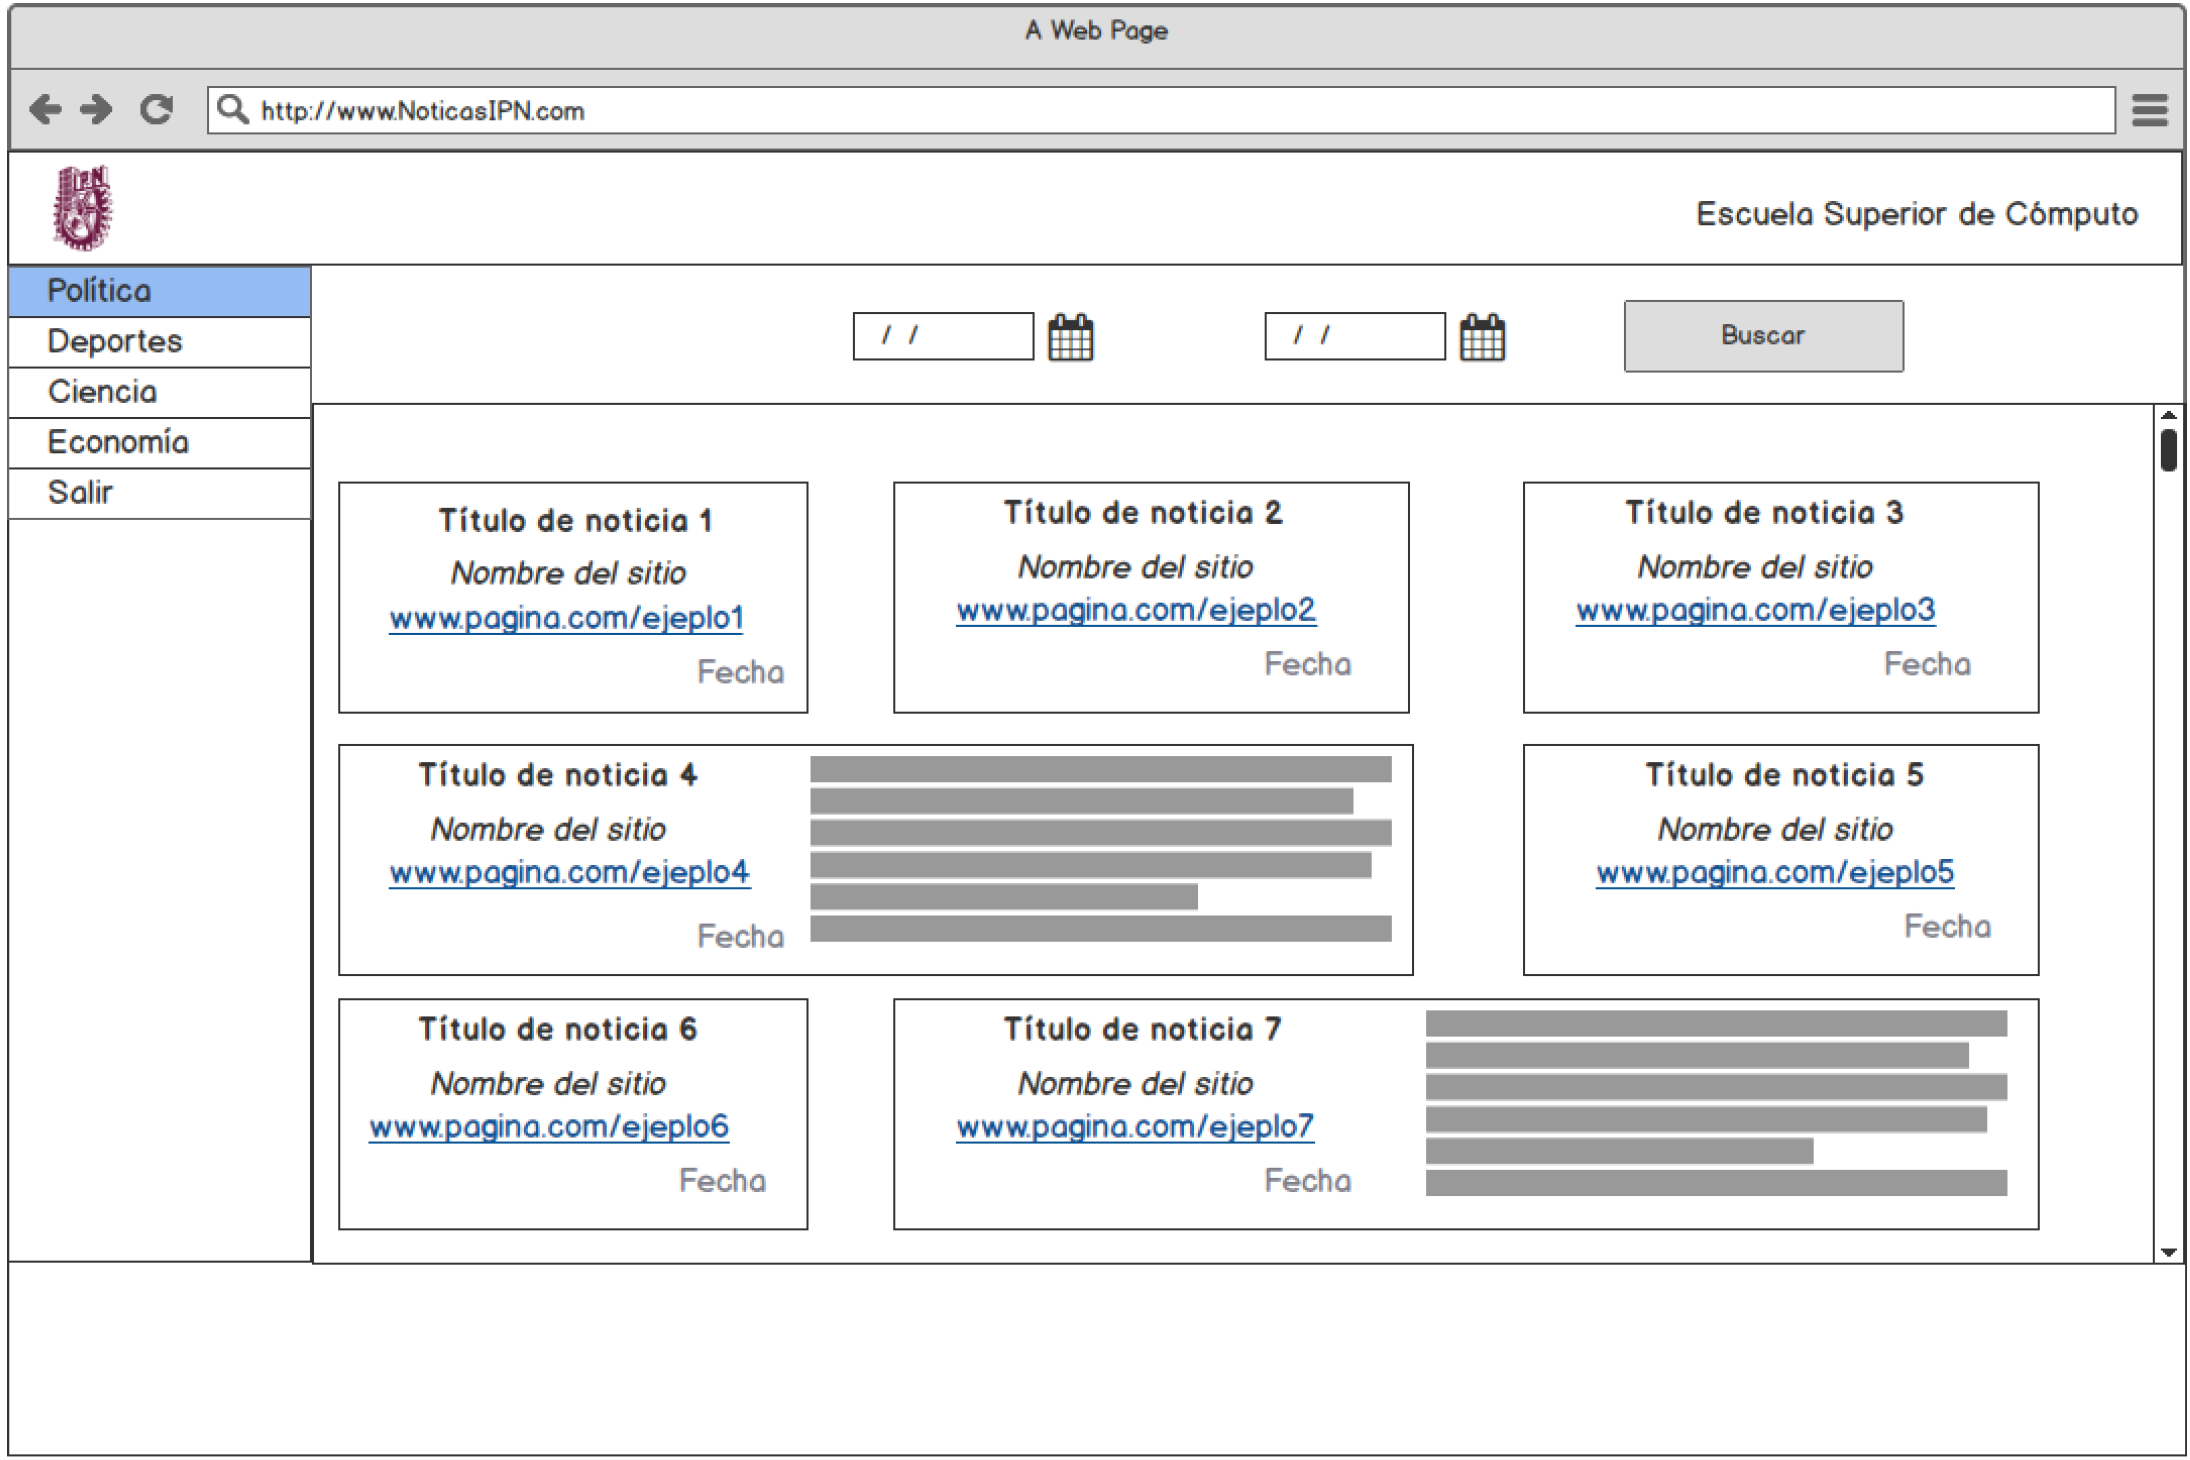 A Web Page
http://www.NoticasIPN.com
IPN
Escuela Superior de Cómputo
Política
Deportes
Ciencia
Economía
Salir
/ /
/ /
Buscar
Título de noticia 1
Nombre del sitio
www.pagina.com/ejeplo1
Fecha
Título de noticia 2
Nombre del sitio
www.pagina.com/ejeplo2
Fecha
Título de noticia 3
Nombre del sitio
www.pagina.com/ejeplo3
Fecha
Título de noticia 4
Nombre del sitio
www.pagina.com/ejeplo4
Fecha
Título de noticia 5
Nombre del sitio
www.pagina.com/ejeplo5
Fecha
Título de noticia 6
Nombre del sitio
www.pagina.com/ejeplo6
Fecha
Título de noticia 7
Nombre del sitio
www.pagina.com/ejeplo7
Fecha